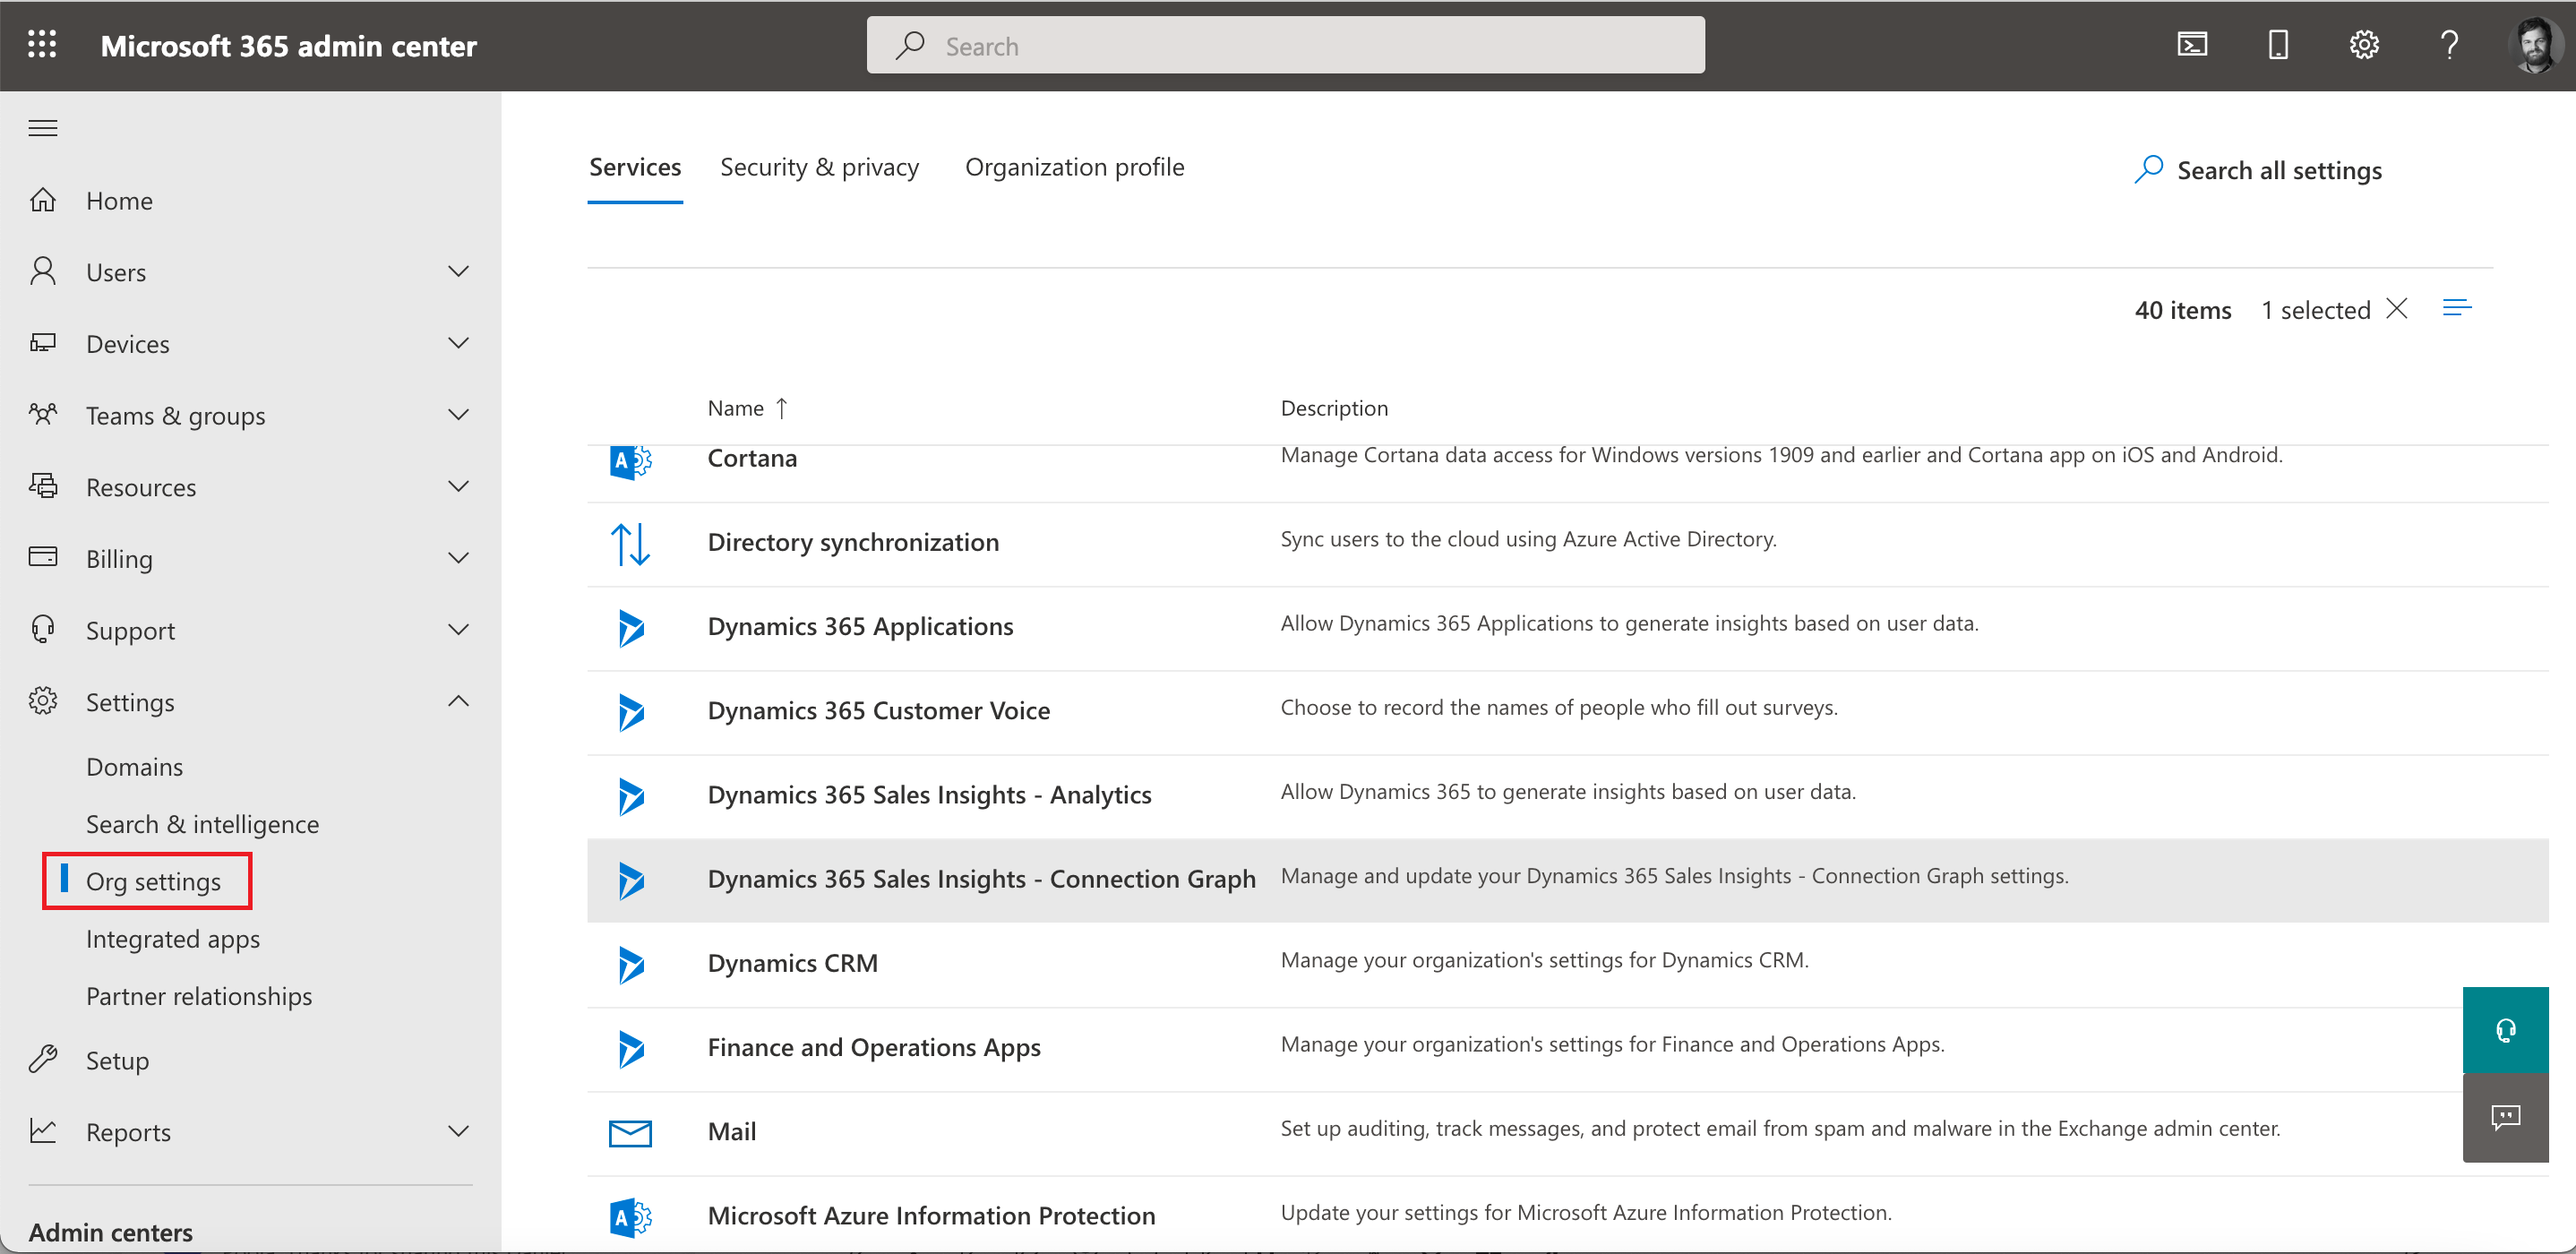 Microsoft 365 admin center
Search
Home
Users
Devices
Teams & groups
Resources
Billing
Support
Settings
Domains
Search & intelligence
Org settings
Integrated apps
Partner relationships
Setup
Reports
Admin centers
Services Security & privacy Organization profile
Search all settings
40 items 1 selected
Name ↑ Description
Cortana Manage Cortana data access for Windows versions 1909 and earlier and Cortana app on iOS and Android.
Directory synchronization Sync users to the cloud using Azure Active Directory.
Dynamics 365 Applications Allow Dynamics 365 Applications to generate insights based on user data.
Dynamics 365 Customer Voice Choose to record the names of people who fill out surveys.
Dynamics 365 Sales Insights - Analytics Allow Dynamics 365 to generate insights based on user data.
Dynamics 365 Sales Insights - Connection Graph Manage and update your Dynamics 365 Sales Insights - Connection Graph settings.
Dynamics CRM Manage your organization's settings for Dynamics CRM.
Finance and Operations Apps Manage your organization's settings for Finance and Operations Apps.
Mail Set up auditing, track messages, and protect email from spam and malware in the Exchange admin center.
Microsoft Azure Information Protection Update your settings for Microsoft Azure Information Protection.